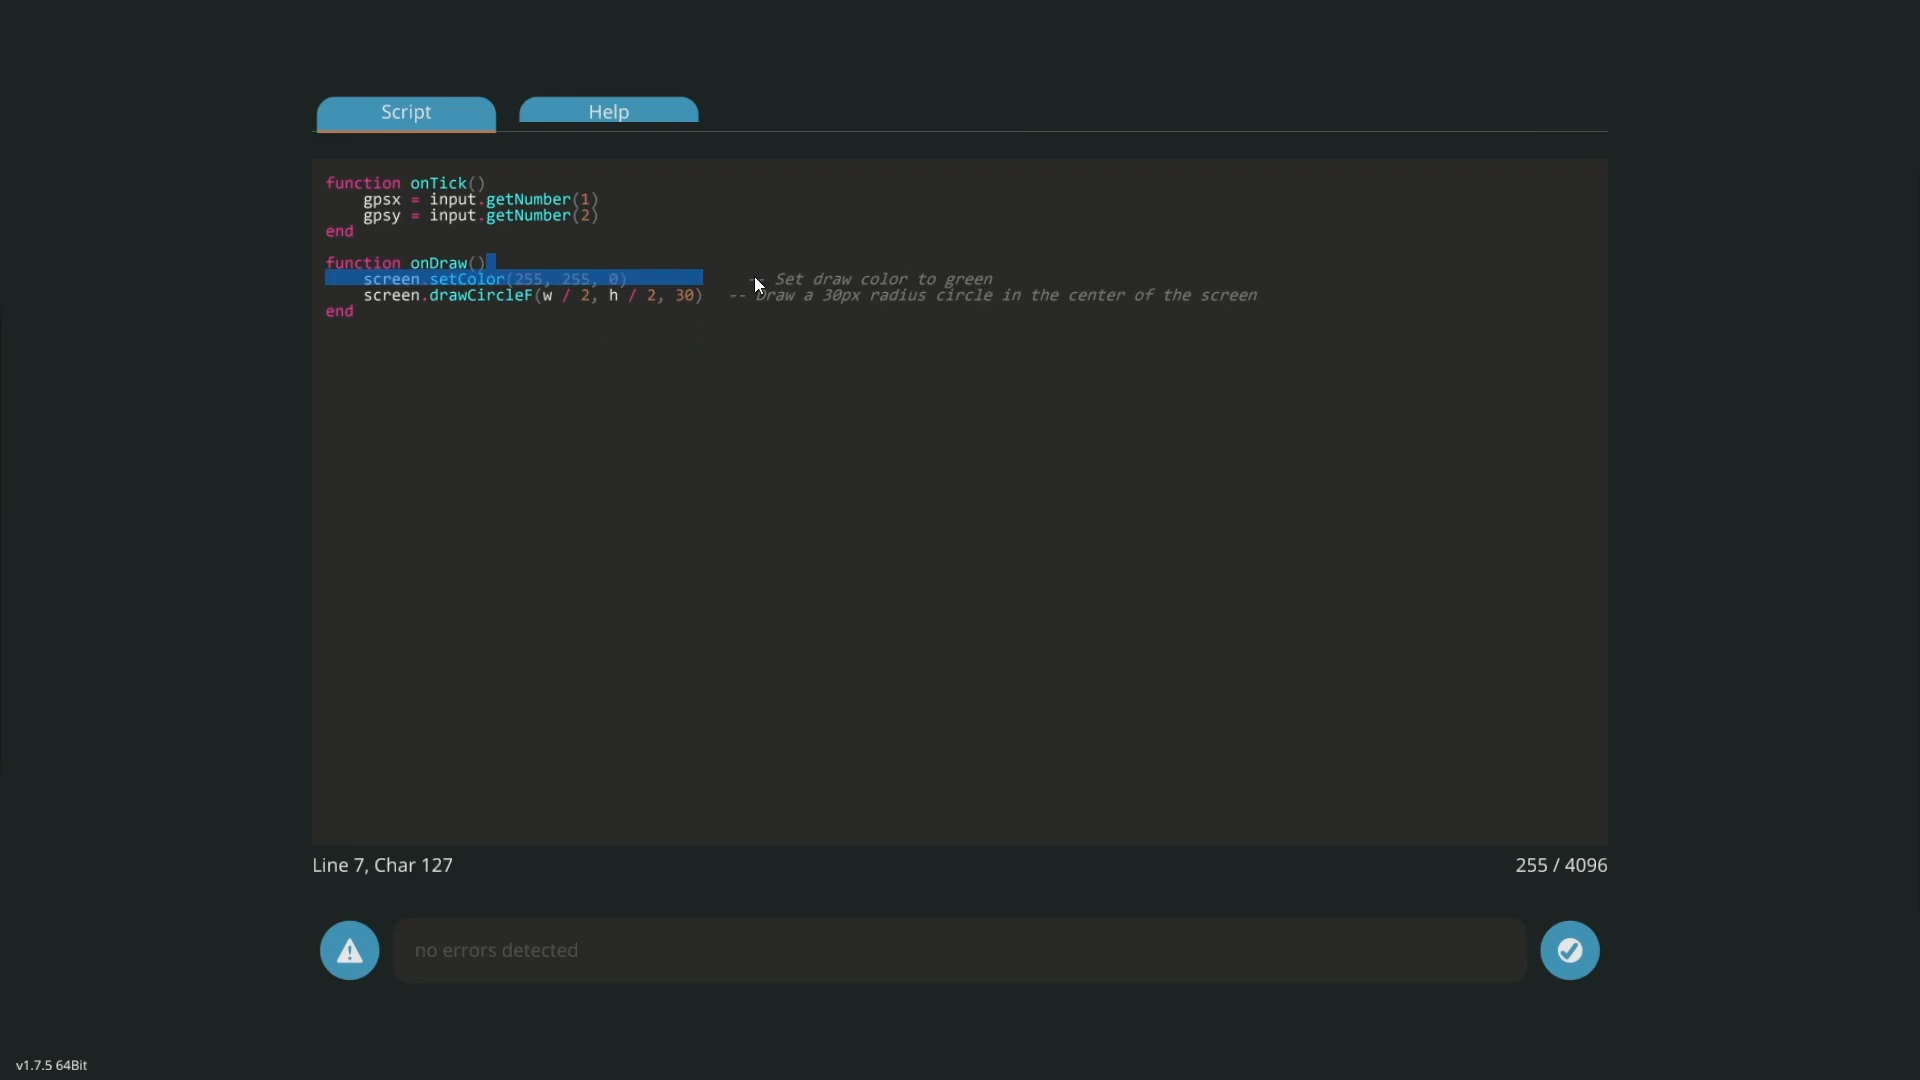 Script Help
function onTick()
    gpsx = input.getNumber(1)
    gpsy = input.getNumber(2)
end
function onDraw()
    screen.setColor(255, 255, 0)             -- Set draw color to green
    screen.drawCircleF(w / 2, h / 2, 30)   -- Draw a 30px radius circle in the center of the screen
end
Line 7, Char 127 255 / 4096
no errors detected
v1.7.5 64Bit